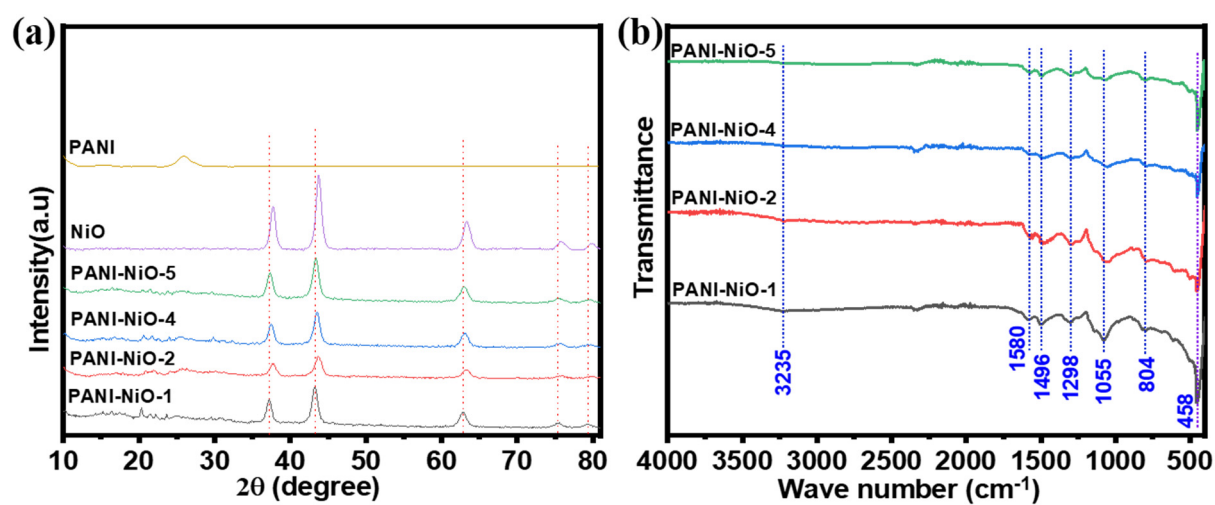 (a)
PANI
NiO
PANI-NiO-5
PANI-NiO-4
PANI-NiO-2
PANI-NiO-1
Intensity(a.u)
10 20 30 40 50 60 70 80
2θ (degree)
(b)
PANI-NiO-5
PANI-NiO-4
PANI-NiO-2
PANI-NiO-1
3235
1580
1496
1298
1055
804
458
Transmittance
4000 3500 3000 2500 2000 1500 1000 500
Wave number (cm⁻¹)